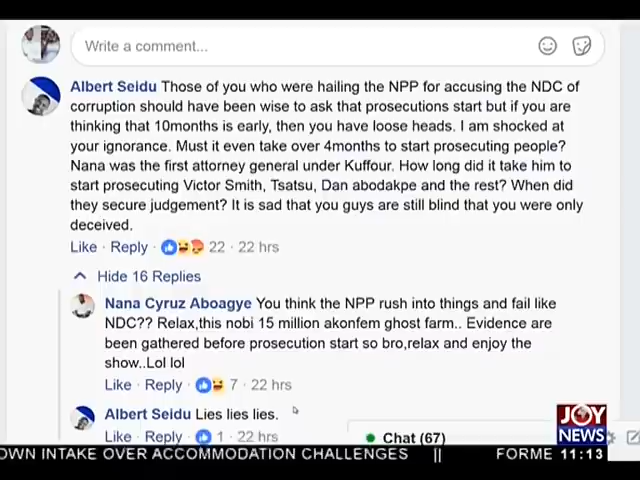 Write a comment...
Albert Seidu Those of you who were hailing the NPP for accusing the NDC of
corruption should have been wise to ask that prosecutions start but if you are
thinking that 10months is early, then you have loose heads. I am shocked at
your ignorance. Must it even take over 4months to start prosecuting people?
Nana was the first attorney general under Kuffour. How long did it take him to
start prosecuting Victor Smith, Tsatsu, Dan abodakpe and the rest? When did
they secure judgement? It is sad that you guys are still blind that you were only
deceived.
Like · Reply · 22 · 22 hrs
Hide 16 Replies
Nana Cyruz Aboagye You think the NPP rush into things and fail like
NDC?? Relax,this nobi 15 million akonfem ghost farm.. Evidence are
been gathered before prosecution start so bro,relax and enjoy the
show..Lol lol
Like · Reply · 7 · 22 hrs
Albert Seidu Lies lies lies.
Like · Reply · 1 · 22 hrs
Chat (67)
JOY
NEWS
OWN INTAKE OVER ACCOMMODATION CHALLENGES || FORME 11:13